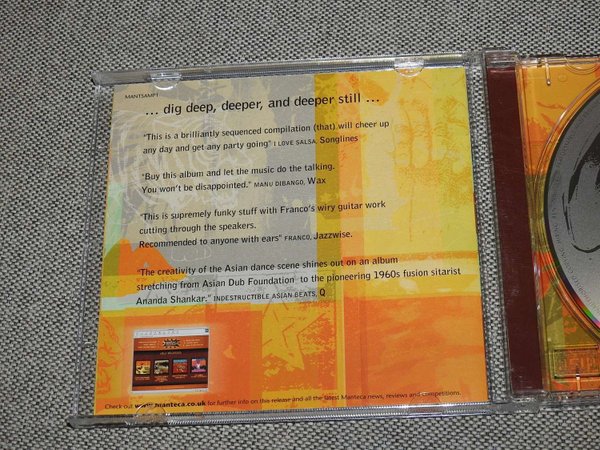 MANTSAMP1
... dig deep, deeper, and deeper still ...
"This is a brilliantly sequenced compilation (that) will cheer up
any day and get any party going" I LOVE SALSA, Songlines
"Buy this album and let the music do the talking.
You won't be disappointed." MANU DIBANGO, Wax
"This is supremely funky stuff with Franco's wiry guitar work
cutting through the speakers.
Recommended to anyone with ears" FRANCO, Jazzwise.
"The creativity of the Asian dance scene shines out on an album
stretching from Asian Dub Foundation to the pioneering 1960s fusion sitarist
Ananda Shankar." INDESTRUCTIBLE ASIAN BEATS, Q
Check out www.manteca.co.uk for further info on this release and all the latest Manteca news, reviews and competitions.